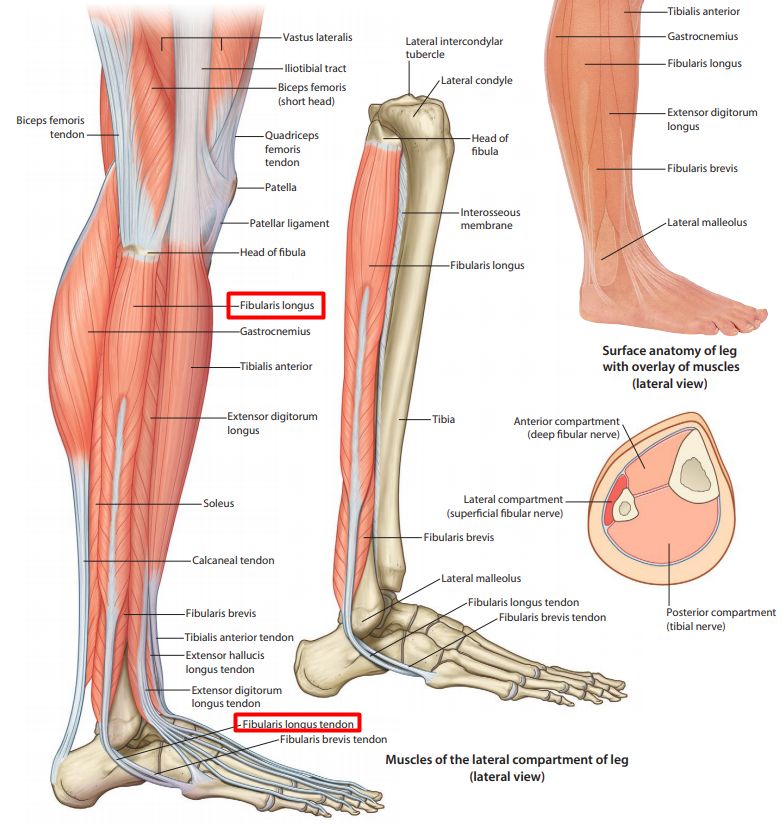 Vastus lateralis
Iliotibial tract
Biceps femoris
(short head)
Biceps femoris
tendon
Quadriceps
femoris
tendon
Patella
Patellar ligament
Head of fibula
Fibularis longus
Gastrocnemius
Tibialis anterior
Extensor digitorum
longus
Soleus
Calcaneal tendon
Fibularis brevis
Tibialis anterior tendon
Extensor hallucis
longus tendon
Extensor digitorum
longus tendon
Fibularis longus tendon
Fibularis brevis tendon
Lateral intercondylar
tubercle
Lateral condyle
Head of
fibula
Interosseous
membrane
Fibularis longus
Tibia
Fibularis brevis
Lateral malleolus
Fibularis longus tendon
Fibularis brevis tendon
Muscles of the lateral compartment of leg
(lateral view)
Tibialis anterior
Gastrocnemius
Fibularis longus
Extensor digitorum
longus
Fibularis brevis
Lateral malleolus
Surface anatomy of leg
with overlay of muscles
(lateral view)
Anterior compartment
(deep fibular nerve)
Lateral compartment
(superficial fibular nerve)
Posterior compartment
(tibial nerve)